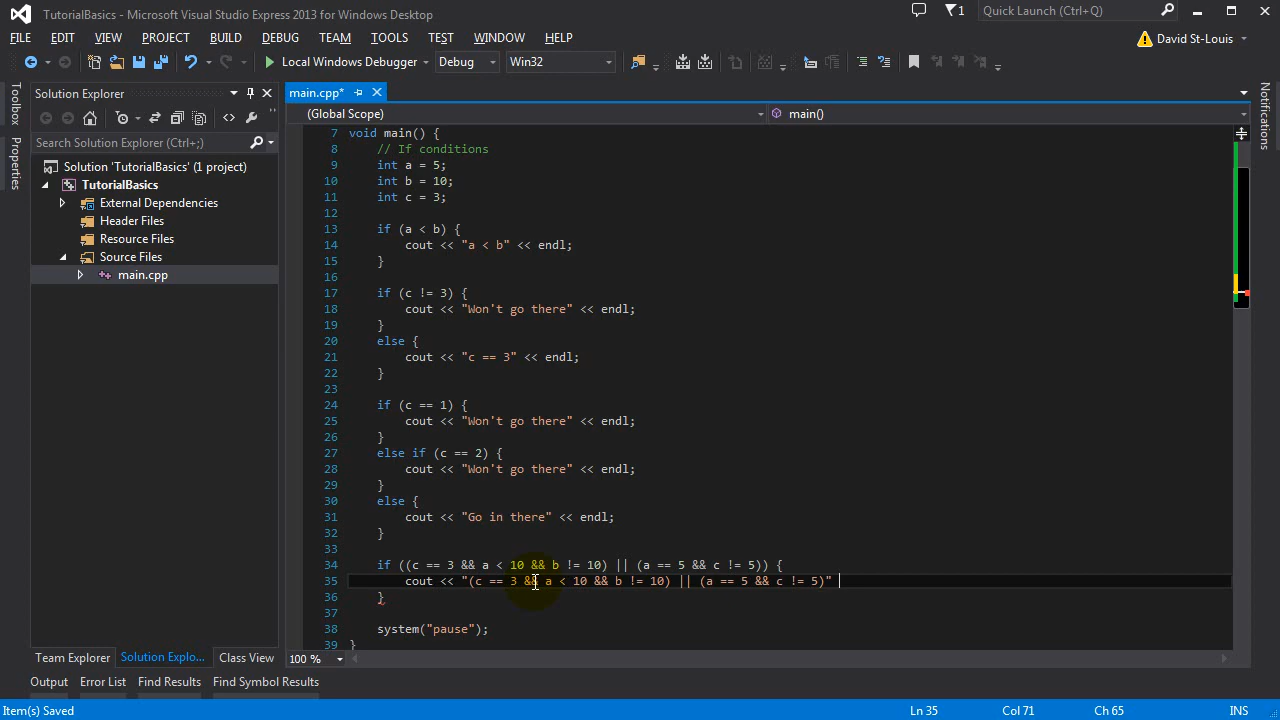 TutorialBasics - Microsoft Visual Studio Express 2013 for Windows Desktop
1
Quick Launch (Ctrl+Q)
FILE EDIT VIEW PROJECT BUILD DEBUG TEAM TOOLS TEST WINDOW HELP
David St-Louis
Local Windows Debugger Debug Win32
Toolbox
Properties
Solution Explorer
Search Solution Explorer (Ctrl+;)
Solution 'TutorialBasics' (1 project)
TutorialBasics
External Dependencies
Header Files
Resource Files
Source Files
main.cpp
Team Explorer Solution Explo... Class View
main.cpp*
(Global Scope) main()
7 void main() {
8 // If conditions
9 int a = 5;
10 int b = 10;
11 int c = 3;
12
13 if (a < b) {
14 cout << "a < b" << endl;
15 }
16
17 if (c != 3) {
18 cout << "Won't go there" << endl;
19 }
20 else {
21 cout << "c == 3" << endl;
22 }
23
24 if (c == 1) {
25 cout << "Won't go there" << endl;
26 }
27 else if (c == 2) {
28 cout << "Won't go there" << endl;
29 }
30 else {
31 cout << "Go in there" << endl;
32 }
33
34 if ((c == 3 && a < 10 && b != 10) || (a == 5 && c != 5)) {
35 cout << "(c == 3 && a < 10 && b != 10) || (a == 5 && c != 5)"
36 }
37
38 system("pause");
39 }
100 %
Notifications
Output Error List Find Results Find Symbol Results
Item(s) Saved Ln 35 Col 71 Ch 65 INS